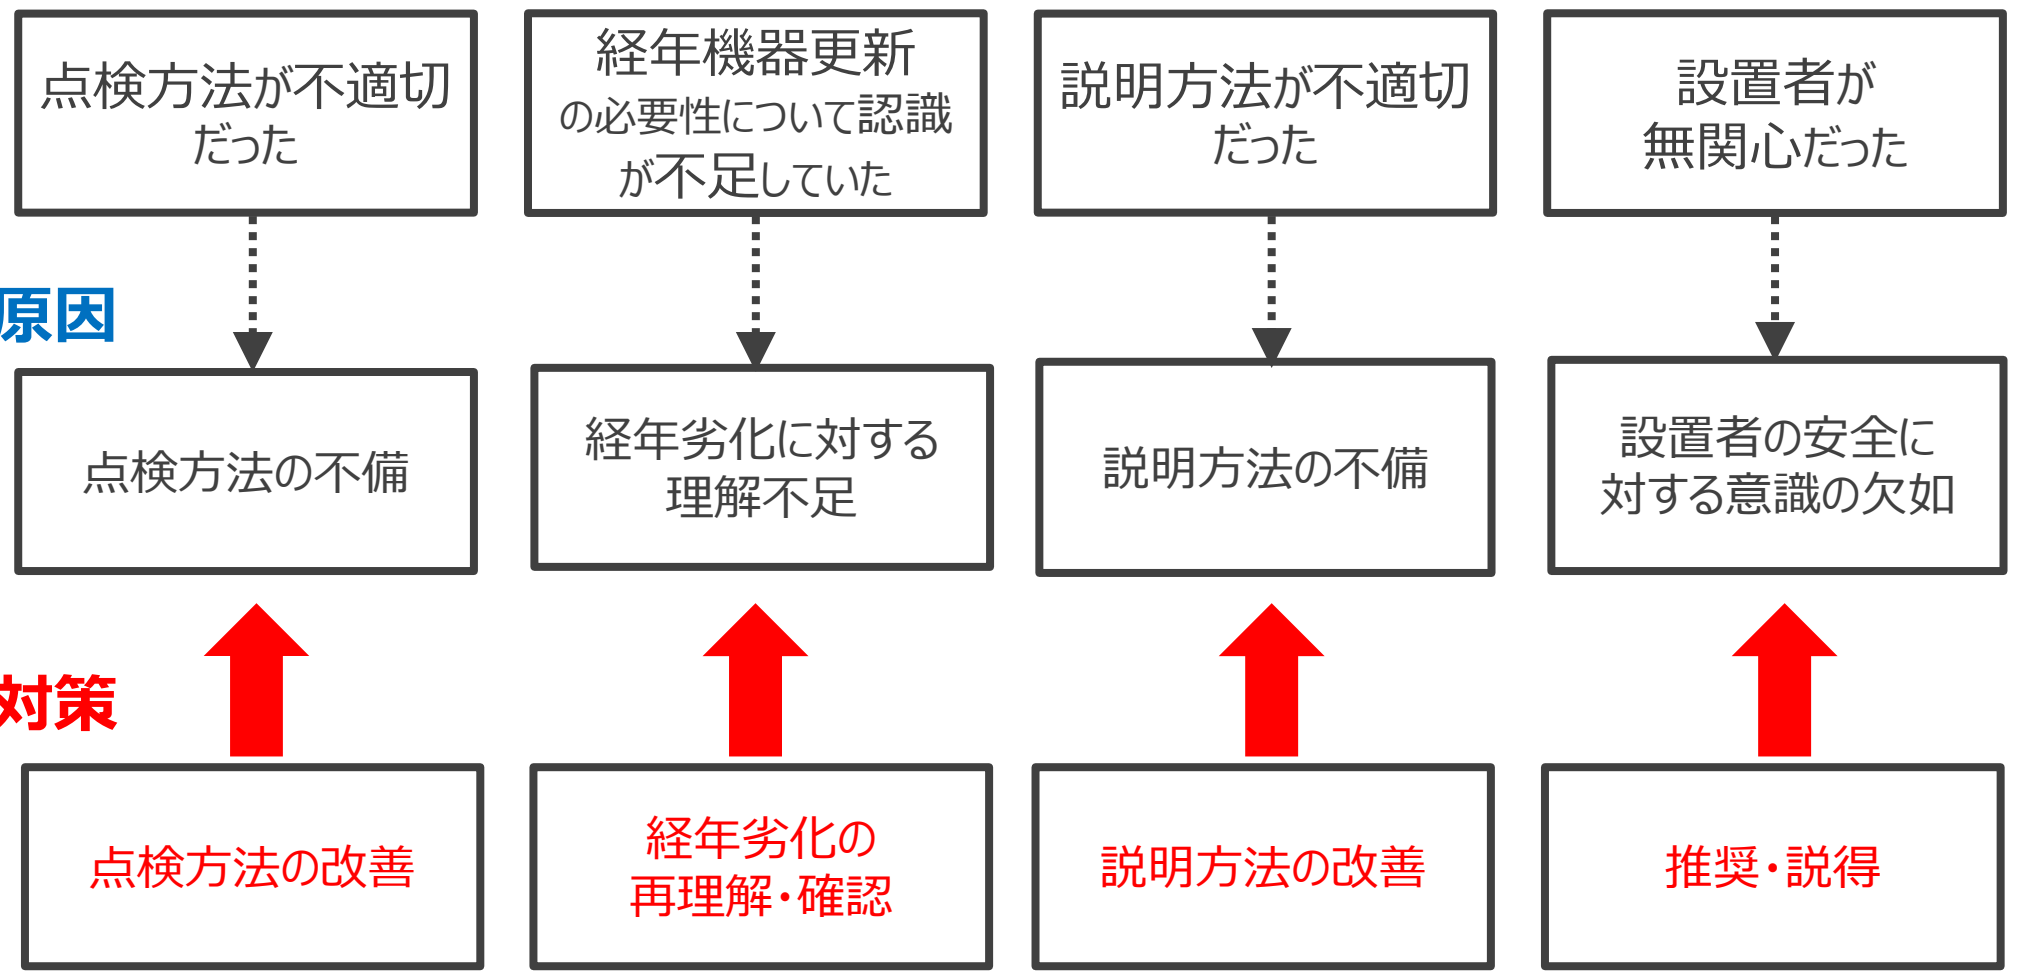 点検方法が不適切
だった
経年機器更新
の必要性について認識
が不足していた
説明方法が不適切
だった
設置者が
無関心だった
原因
点検方法の不備
経年劣化に対する
理解不足
説明方法の不備
設置者の安全に
対する意識の欠如
対策
点検方法の改善
経年劣化の
再理解・確認
説明方法の改善
推奨・説得